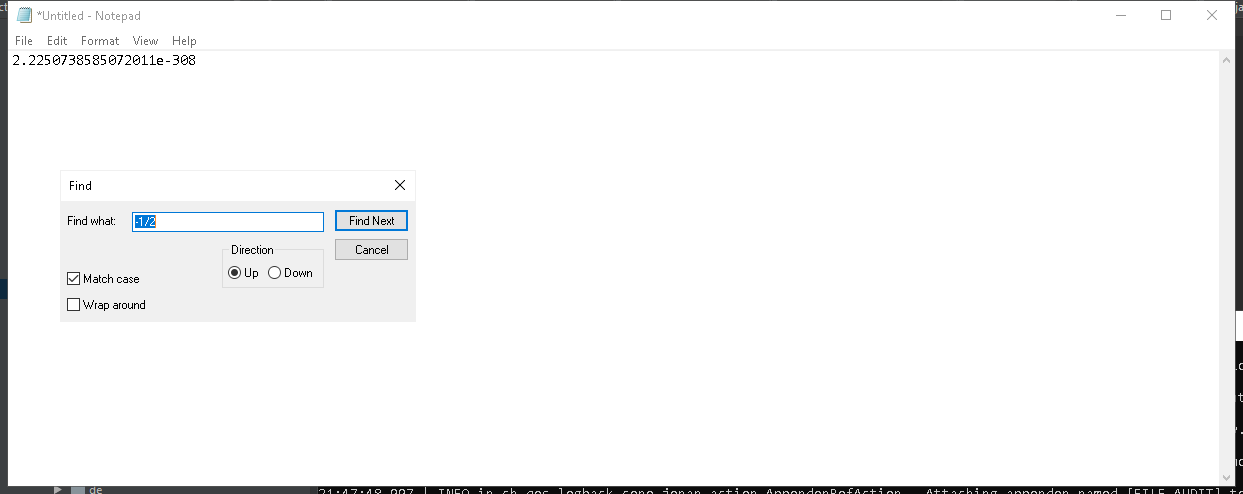 *Untitled - Notepad
File Edit Format View Help
2.2250738585072011e-308
Find
Find what: -1/2 Find Next
Direction Cancel
Up Down
Match case
Wrap around
de
21:47:48,997 | INFO in ch.qos.logback.core.joran.action.AppenderRefAction - Attaching appender named [FILE_AUDIT] t